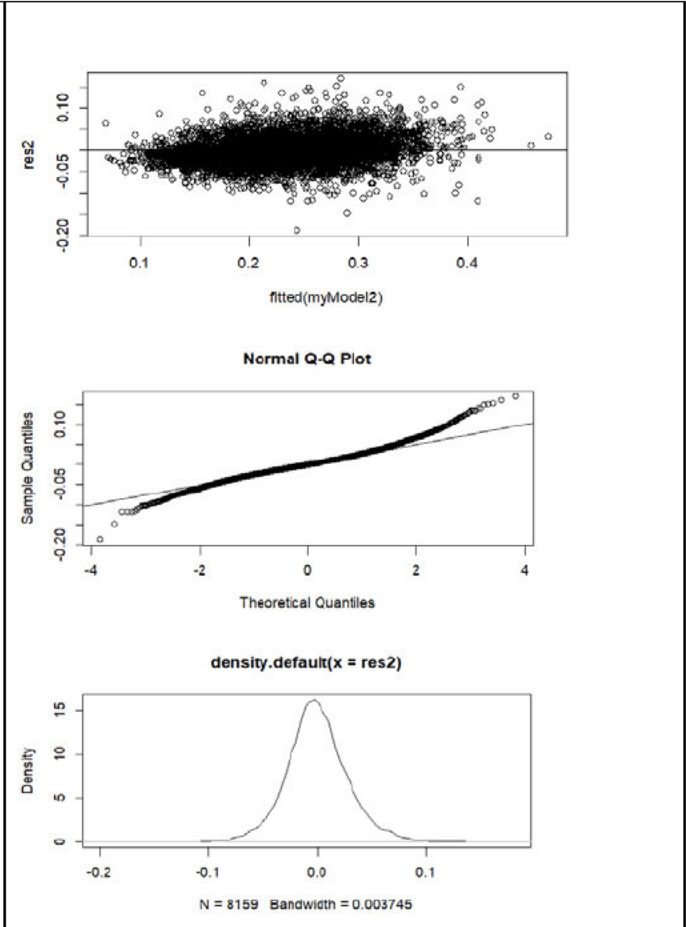 res2
0.10
-0.05
-0.20
0.1 0.2 0.3 0.4
fitted(myModel2)
Normal Q-Q Plot
Sample Quantiles
0.10
-0.05
-0.20
-4 -2 0 2 4
Theoretical Quantiles
density.default(x = res2)
Density
15
10
5
0
-0.2 -0.1 0.0 0.1
N = 8159 Bandwidth = 0.003745